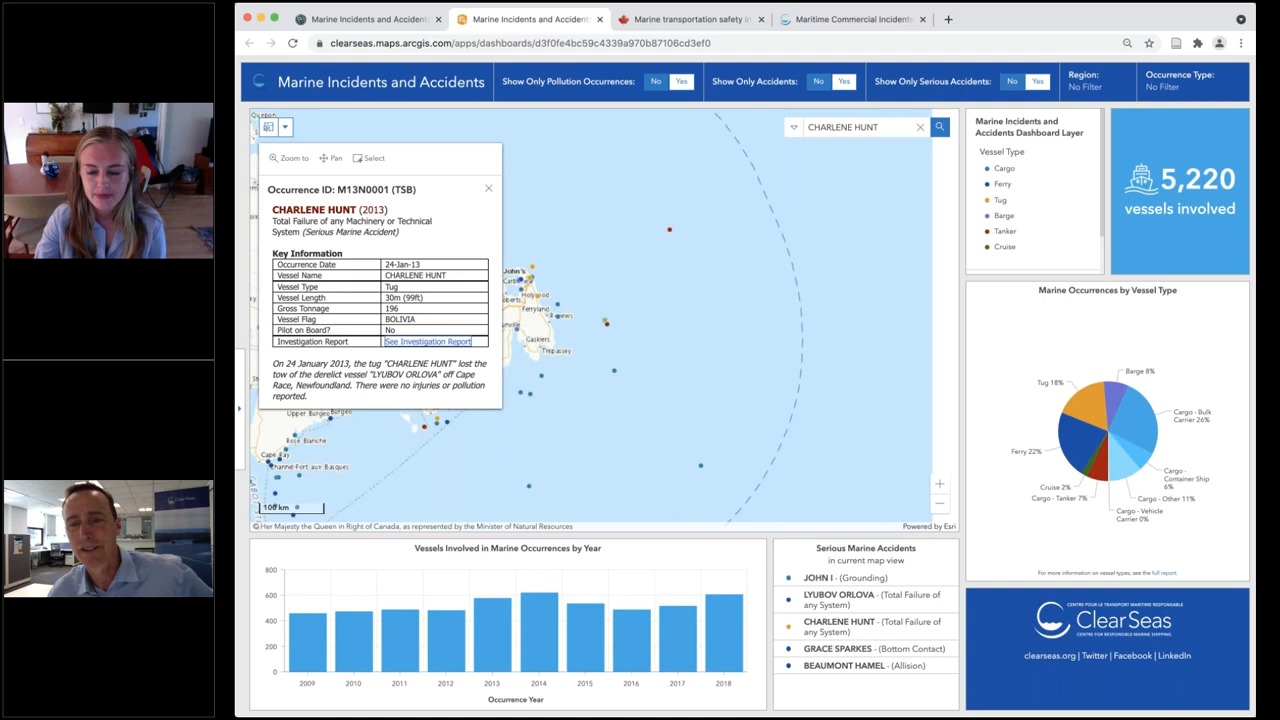 Marine Incidents and Accidents
Marine Incidents and Accidents
Marine transportation safety in
Maritime Commercial Incidents
clearseas.maps.arcgis.com/apps/dashboards/d3f0fe4bc59c4339a970b87106cd3ef0
Marine Incidents and Accidents
Show Only Pollution Occurrences: No Yes
Show Only Accidents: No Yes
Show Only Serious Accidents: No Yes
Region:
No Filter
Occurrence Type:
No Filter
CHARLENE HUNT
Zoom to Pan Select
Occurrence ID: M13N0001 (TSB)
CHARLENE HUNT (2013)
Total Failure of any Machinery or Technical
System (Serious Marine Accident)
Key Information
Occurrence Date 24-Jan-13
Vessel Name CHARLENE HUNT
Vessel Type Tug
Vessel Length 30m (99ft)
Gross Tonnage 196
Vessel Flag BOLIVIA
Pilot on Board? No
Investigation Report See Investigation Report
On 24 January 2013, the tug "CHARLENE HUNT" lost the
tow of the derelict vessel "LYUBOV ORLOVA" off Cape
Race, Newfoundland. There were no injuries or pollution
reported.
John's
Ferryland
Trepassey
Upper Burgeo
Burgeo
Rose Blanche
Cape Ray
Channel-Port aux Basques
100 km
© Her Majesty the Queen in Right of Canada, as represented by the Minister of Natural Resources
Powered by Esri
Marine Incidents and
Accidents Dashboard Layer
Vessel Type
Cargo
Ferry
Tug
Barge
Tanker
Cruise
5,220
vessels involved
Marine Occurrences by Vessel Type
Barge 8%
Tug 18%
Cargo - Bulk
Carrier 26%
Ferry 22%
Cargo -
Container Ship
6%
Cruise 2%
Cargo - Tanker 7%
Cargo - Other 11%
Cargo - Vehicle
Carrier 0%
For more information on vessel types, see the full report.
Vessels Involved in Marine Occurrences by Year
800
600
400
200
0
2009 2010 2011 2012 2013 2014 2015 2016 2017 2018
Occurrence Year
Serious Marine Accidents
in current map view
JOHN I - (Grounding)
LYUBOV ORLOVA - (Total Failure of
any System)
CHARLENE HUNT - (Total Failure of
any System)
GRACE SPARKES - (Bottom Contact)
BEAUMONT HAMEL - (Allision)
CENTRE POUR LE TRANSPORT MARITIME RESPONSABLE
Clear Seas
CENTRE FOR RESPONSIBLE MARINE SHIPPING
clearseas.org | Twitter | Facebook | LinkedIn
Clear Seas